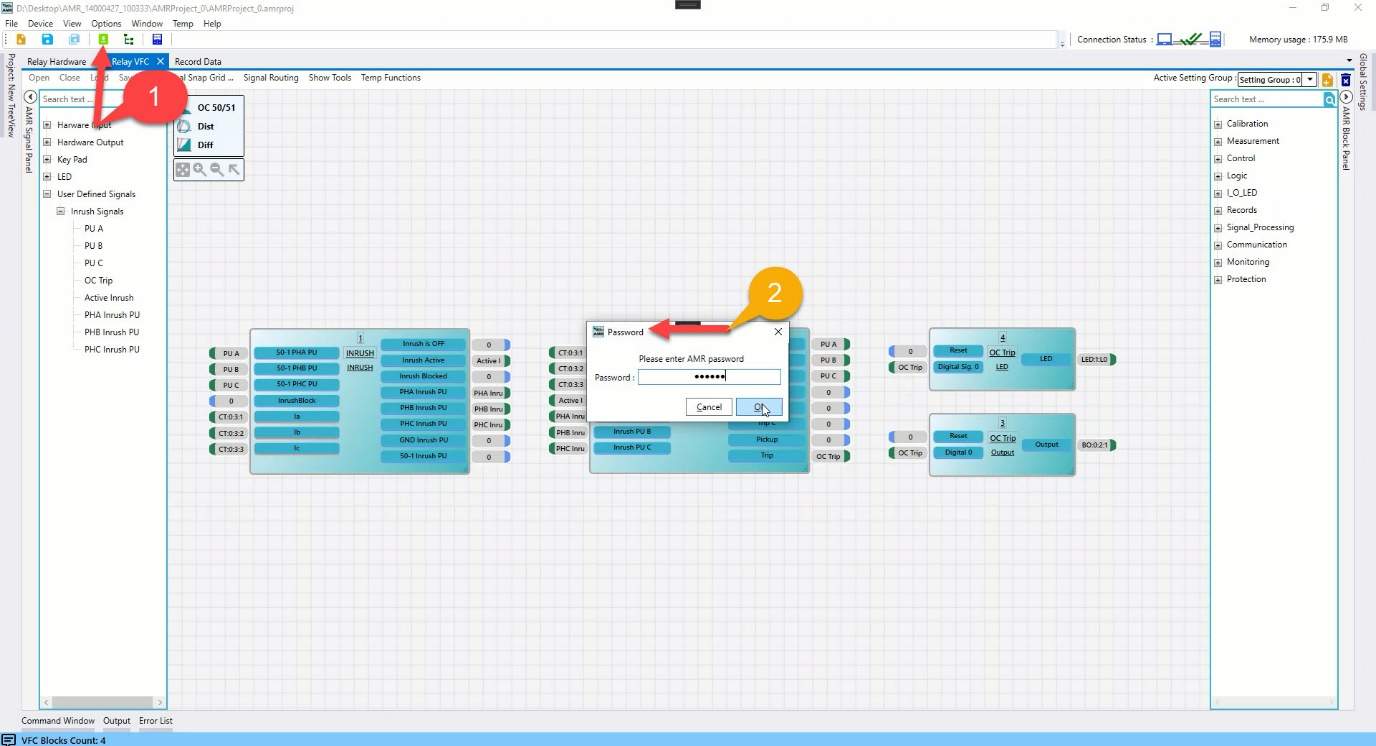 D:\Desktop\AMR_14000427_100333\AMRProject_0\AMRProject_0.amrproj
File Device View Options Window Temp Help
Connection Status : Memory usage : 175.9 MB
Relay Hardware Relay VFC Record Data
Open Close Snap Grid ... Signal Routing Show Tools Temp Functions Active Setting Group : Setting Group : 0
Project: New TreeView
AMR Signal Panel
Global Settings
AMR Block Panel
1
2
Search text ...
Harware Input
Hardware Output
Key Pad
LED
User Defined Signals
Inrush Signals
PU A
PU B
PU C
OC Trip
Active Inrush
PHA Inrush PU
PHB Inrush PU
PHC Inrush PU
OC 50/51
Dist
Diff
1
INRUSH
INRUSH
PU A 50-1 PHA PU Inrush is OFF 0
PU B 50-1 PHB PU Inrush Active Active I
PU C 50-1 PHC PU Inrush Blocked 0
0 InrushBlock PHA Inrush PU PHA Inru
CT:0:3:1 Ia PHB Inrush PU PHB Inru
CT:0:3:2 Ib PHC Inrush PU PHC Inru
CT:0:3:3 Ic GND Inrush PU 0
50-1 Inrush PU 0
CT:0:3:1 PU A
CT:0:3:2 PU B
CT:0:3:3 PU C
Active I 0
PHA Inru 0
PHB Inru Inrush PU B Trip C 0
PHC Inru Inrush PU C Pickup 0
Trip OC Trip
Password
Please enter AMR password
Password : ••••••
Cancel OK
4
0 Reset OC Trip LED LED:1:L0
OC Trip Digital Sig. 0 LED
3
0 Reset OC Trip Output BO:0:2:1
OC Trip Digital 0 Output
Search text ...
Calibration
Measurement
Control
Logic
I_O_LED
Records
Signal_Processing
Communication
Monitoring
Protection
Command Window Output Error List
VFC Blocks Count: 4